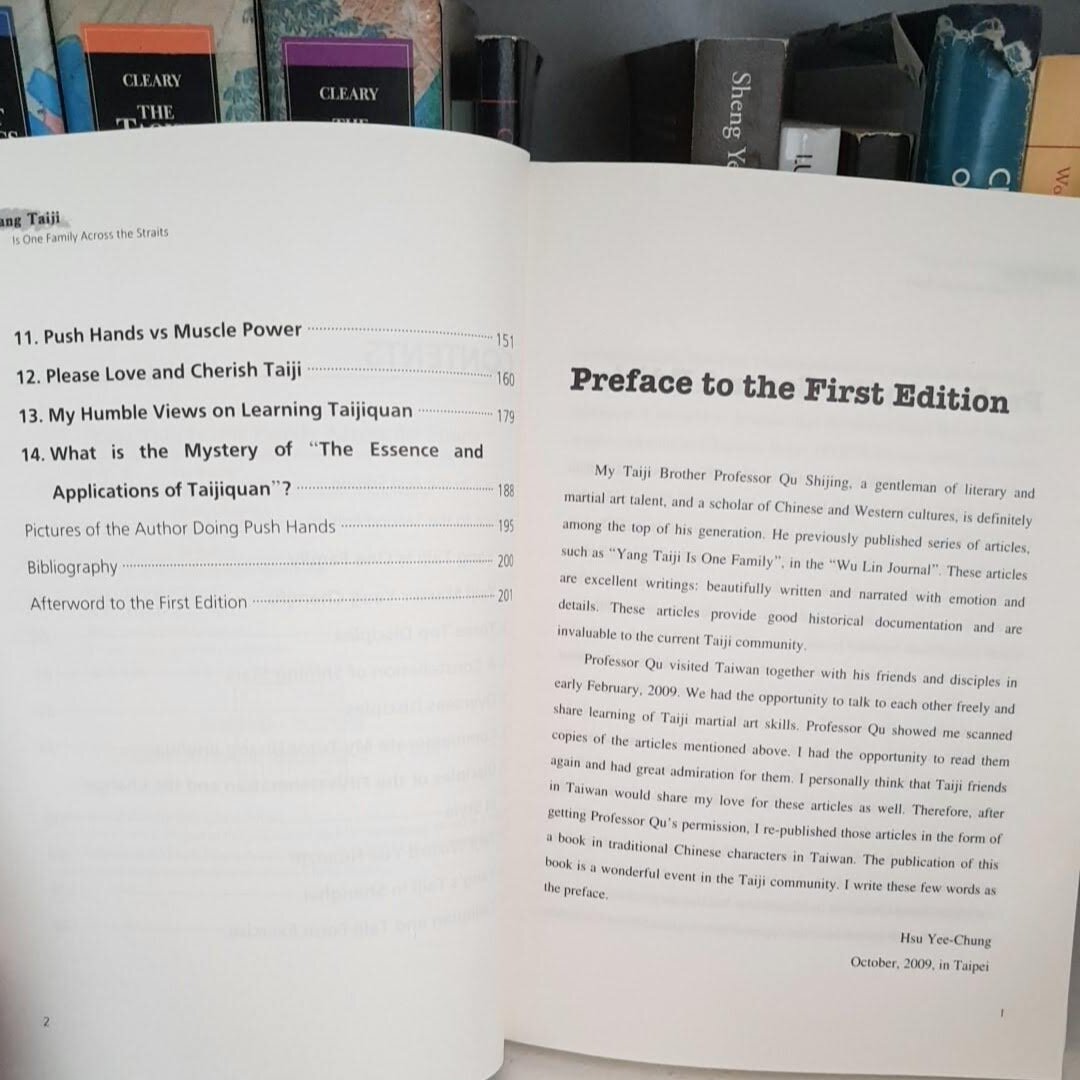 CLEARY
THE
CLEARY
THE
Sheng
Taiji
Is One Family Across the Straits
11. Push Hands vs Muscle Power 151
12. Please Love and Cherish Taiji 160
13. My Humble Views on Learning Taijiquan 179
14. What is the Mystery of “The Essence and
Applications of Taijiquan”? 188
Pictures of the Author Doing Push Hands 195
Bibliography 200
Afterword to the First Edition 201
2
Preface to the First Edition
My Taiji Brother Professor Qu Shijing, a gentleman of literary and
martial art talent, and a scholar of Chinese and Western cultures, is definitely
among the top of his generation. He previously published series of articles,
such as “Yang Taiji Is One Family”, in the “Wu Lin Journal”. These articles
are excellent writings: beautifully written and narrated with emotion and
details. These articles provide good historical documentation and are
invaluable to the current Taiji community.
Professor Qu visited Taiwan together with his friends and disciples in
early February, 2009. We had the opportunity to talk to each other freely and
share learning of Taiji martial art skills. Professor Qu showed me scanned
copies of the articles mentioned above. I had the opportunity to read them
again and had great admiration for them. I personally think that Taiji friends
in Taiwan would share my love for these articles as well. Therefore, after
getting Professor Qu’s permission, I re-published those articles in the form of
a book in traditional Chinese characters in Taiwan. The publication of this
book is a wonderful event in the Taiji community. I write these few words as
the preface.
Hsu Yee-Chung
October, 2009, in Taipei
1